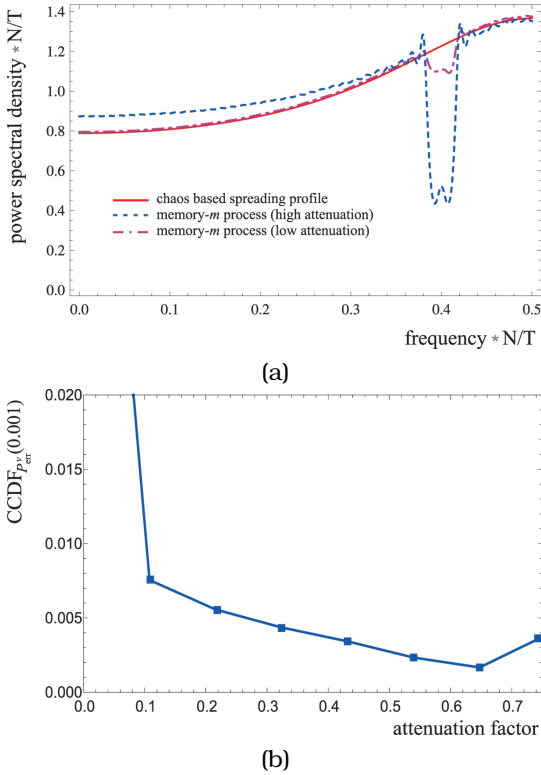 1.4
1.2
1.0
0.8
0.6
0.4
0.2
0.0
power spectral density * N/T
chaos based spreading profile
memory-m process (high attenuation)
memory-m process (low attenuation)
0.0 0.1 0.2 0.3 0.4 0.5
frequency * N/T
(a)
0.020
0.015
0.010
0.005
0.000
CCDF_{P^ν_{err}}(0.001)
0.0 0.1 0.2 0.3 0.4 0.5 0.6 0.7
attenuation factor
(b)